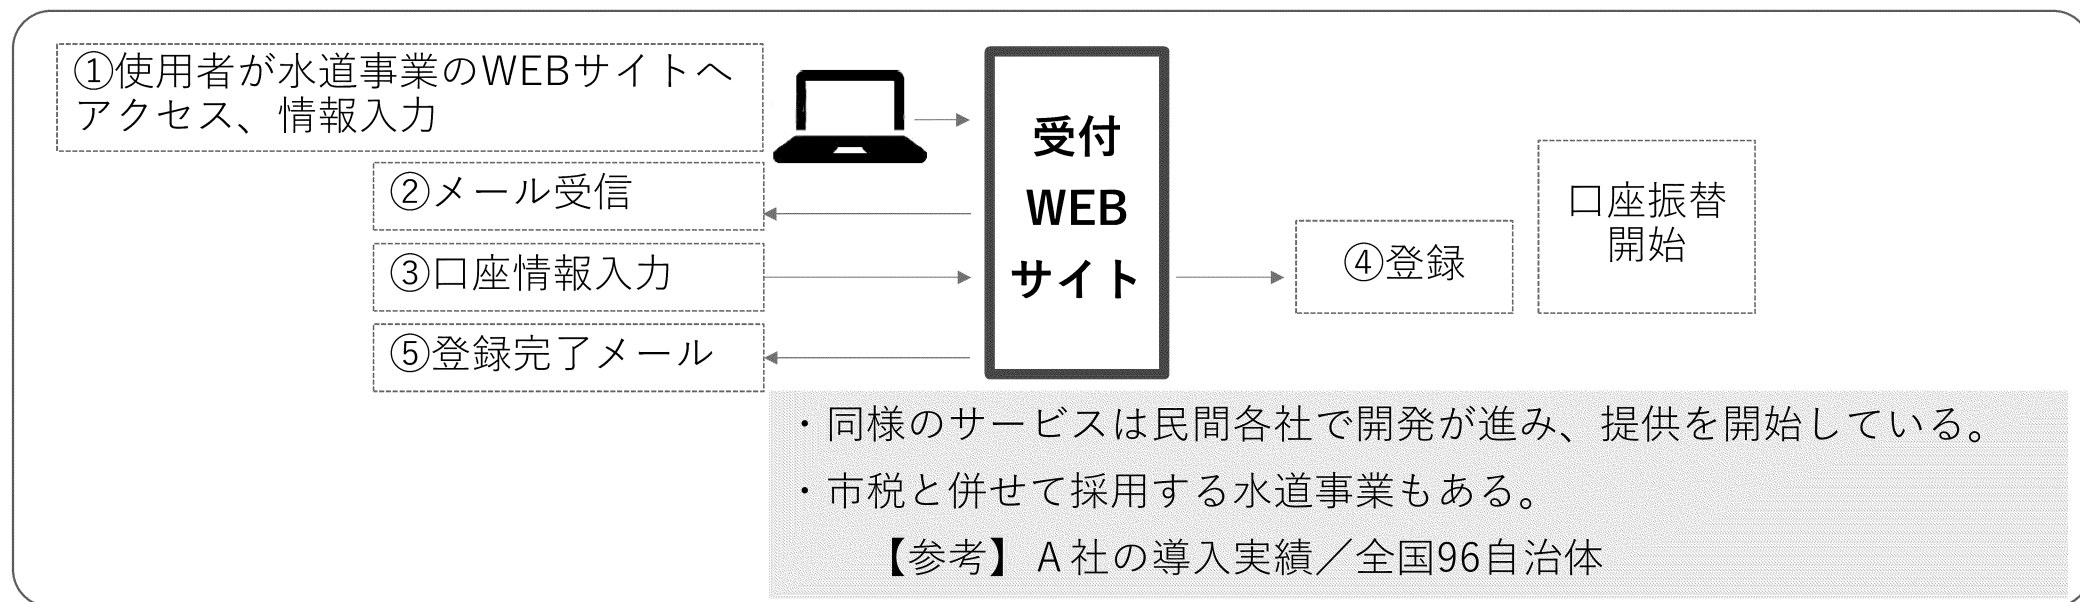 ①使用者が水道事業のWEBサイトへ
アクセス、情報入力
②メール受信
③口座情報入力
⑤登録完了メール
受付
WEB
サイト
④登録
口座振替
開始
・同様のサービスは民間各社で開発が進み、提供を開始している。
・市税と併せて採用する水道事業もある。
【参考】Ａ社の導入実績／全国96自治体